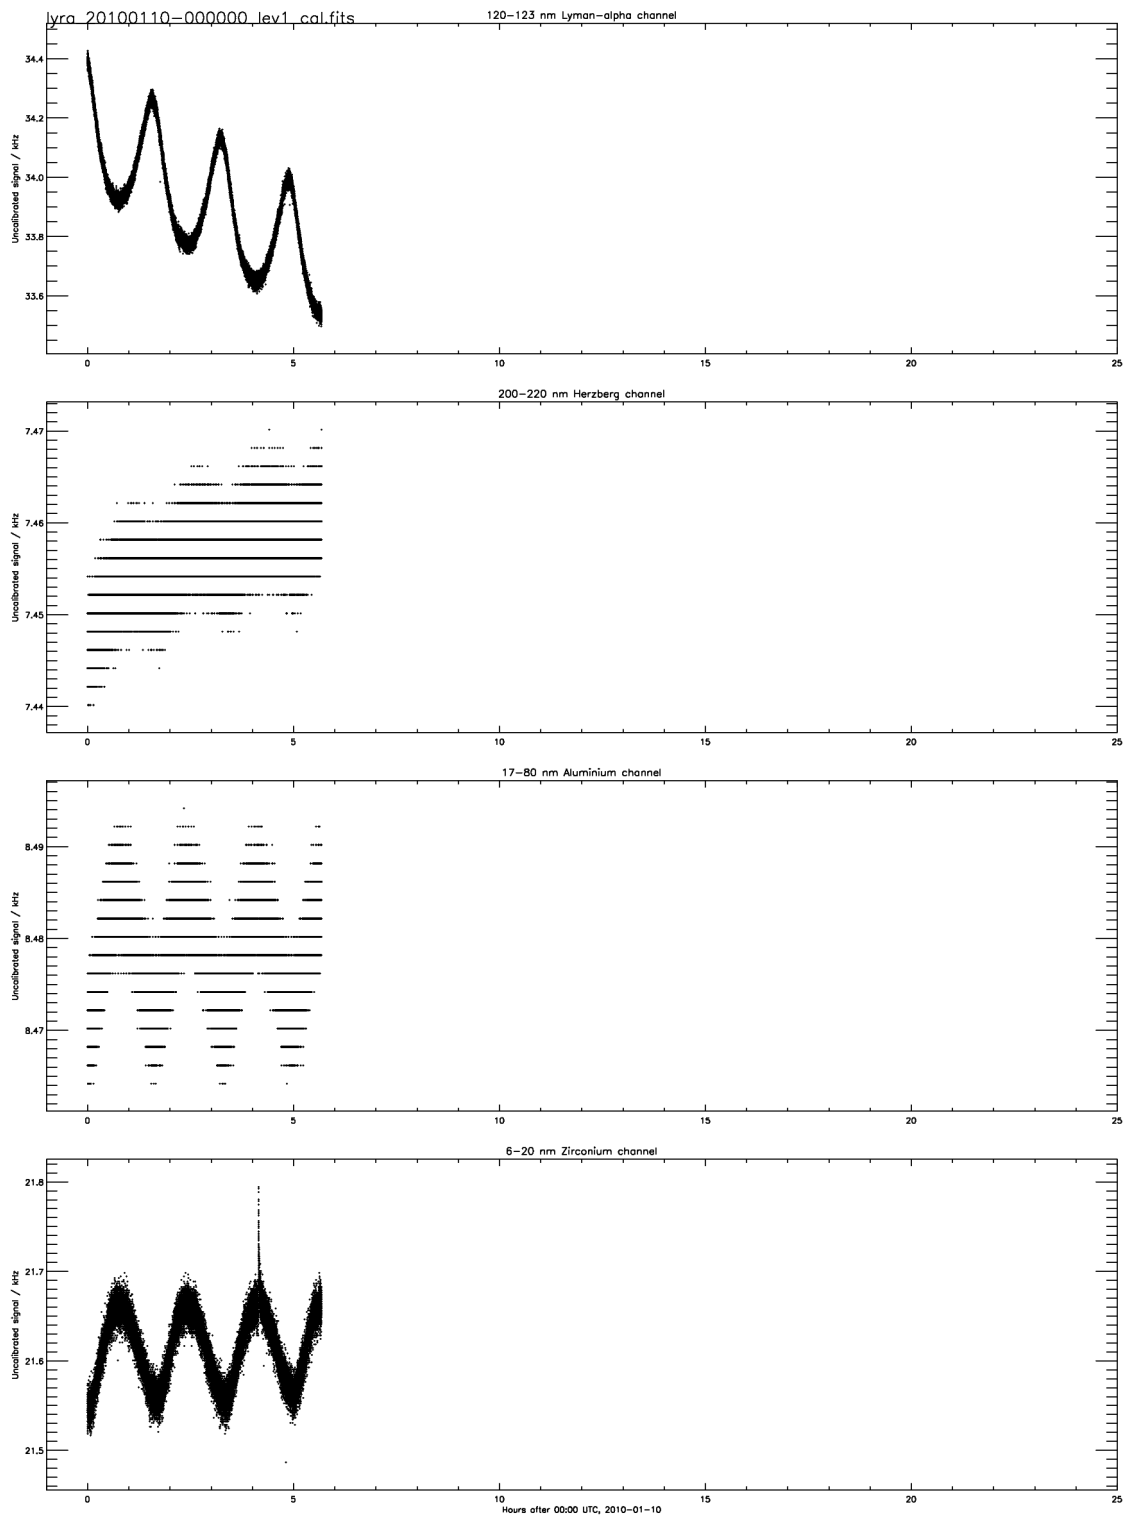 lyra_20100110-000000_lev1_cal.fits
120-123 nm Lyman-alpha channel
Uncalibrated signal / kHz
34.4
34.2
34.0
33.8
33.6
0 5 10 15 20 25
200-220 nm Herzberg channel
Uncalibrated signal / kHz
7.47
7.46
7.45
7.44
0 5 10 15 20 25
17-80 nm Aluminium channel
Uncalibrated signal / kHz
8.49
8.48
8.47
0 5 10 15 20 25
6-20 nm Zirconium channel
Uncalibrated signal / kHz
21.8
21.7
21.6
21.5
0 5 10 15 20 25
Hours after 00:00 UTC, 2010-01-10